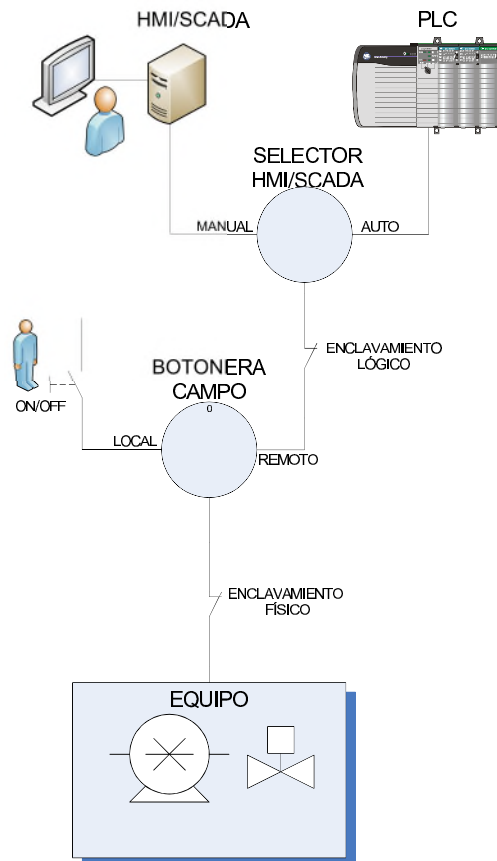 HMI/SCADA
PLC
SELECTOR
HMI/SCADA
MANUAL
AUTO
ENCLAVAMIENTO
LÓGICO
BOTONERA
CAMPO
0
ON/OFF
LOCAL
REMOTO
ENCLAVAMIENTO
FÍSICO
EQUIPO